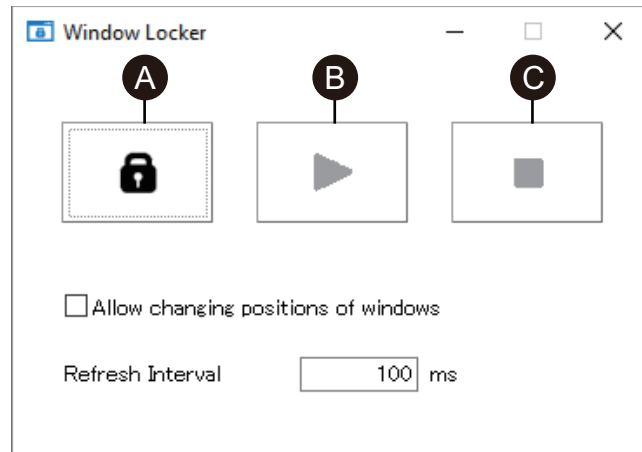 Window Locker
A B C
Allow changing positions of windows
Refresh Interval 100 ms